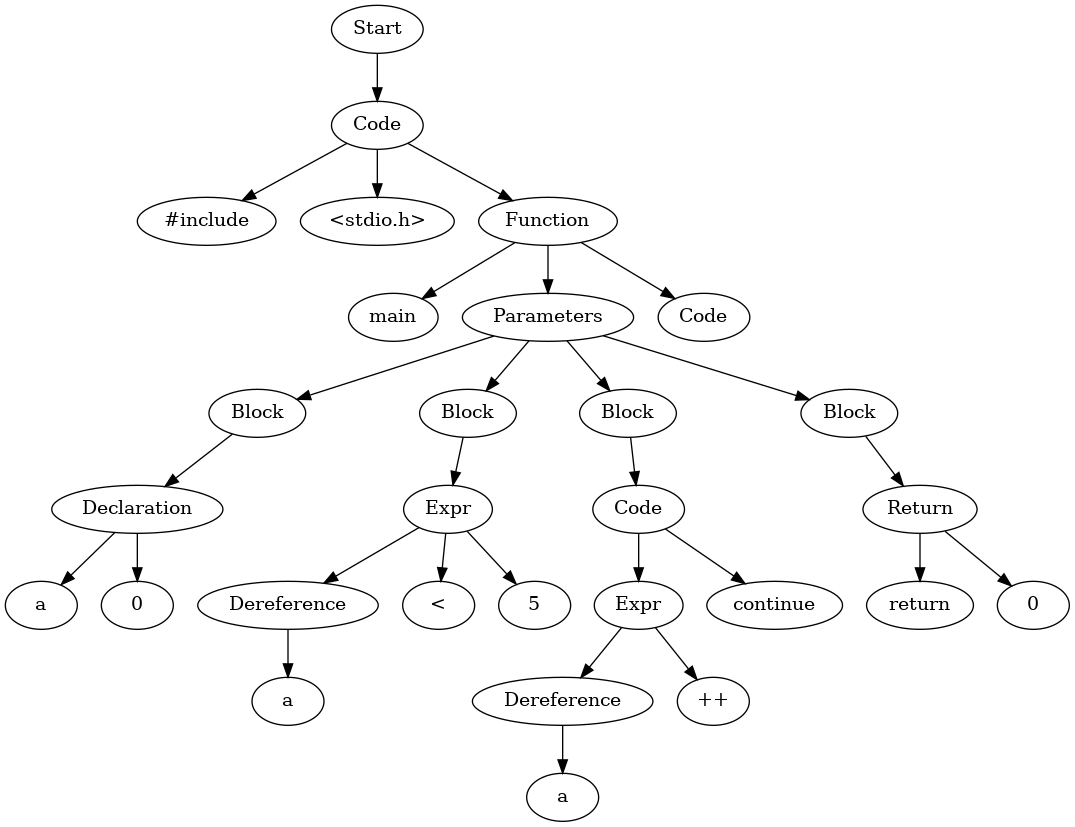 Start
Code
#include
<stdio.h>
Function
main
Parameters
Code
Block
Block
Block
Block
Declaration
Expr
Code
Return
a
0
Dereference
<
5
Expr
continue
return
0
a
Dereference
++
a